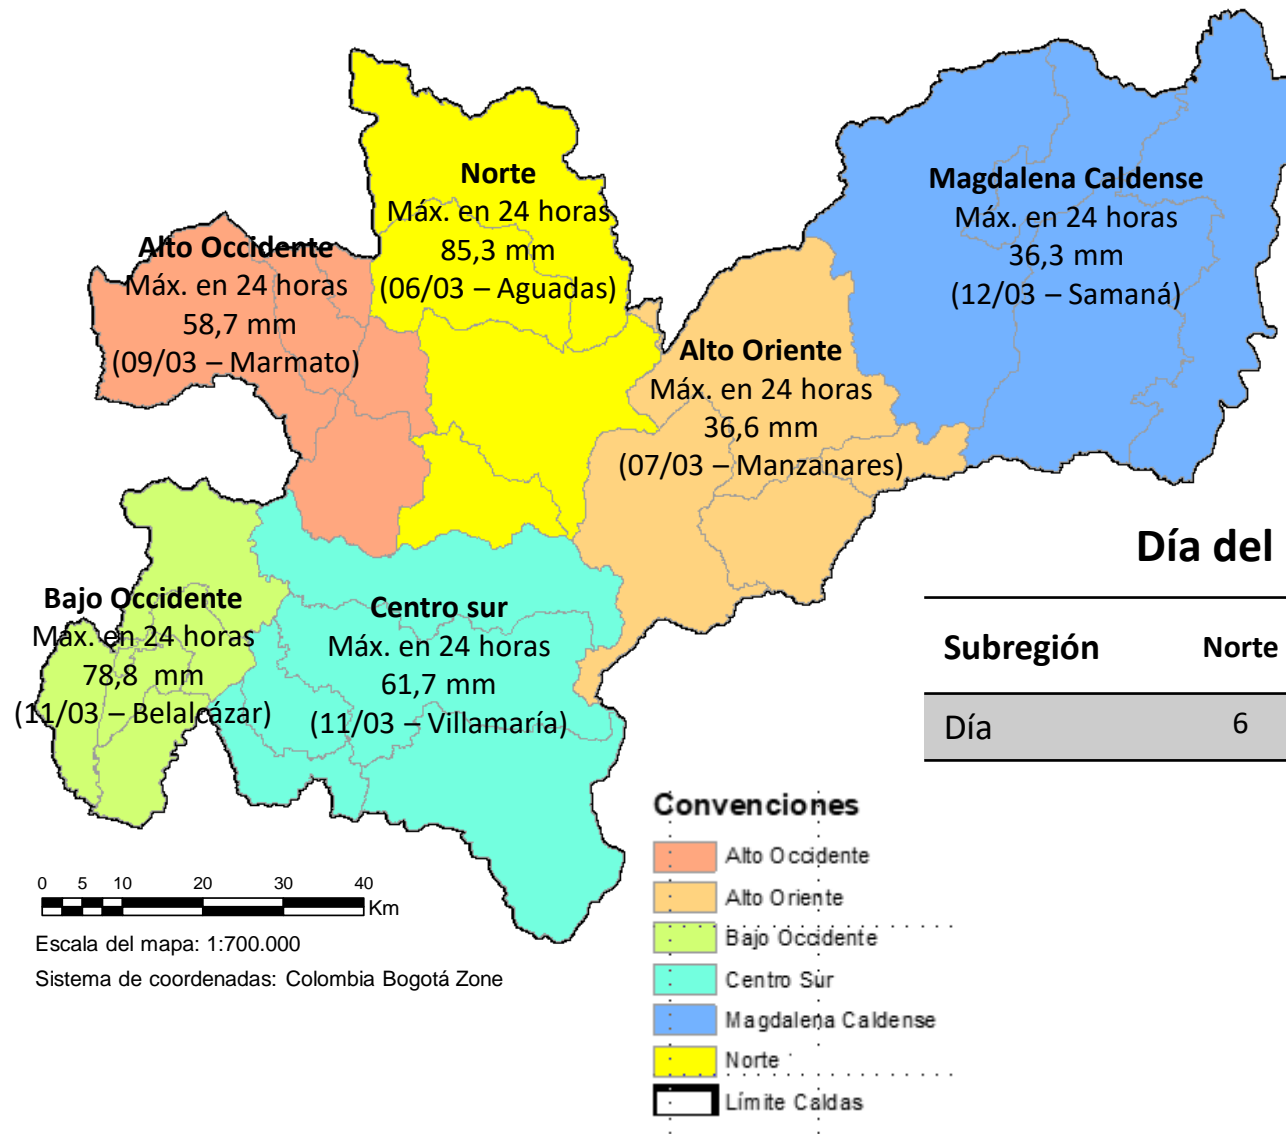 Norte
Máx. en 24 horas
85,3 mm
(06/03 – Aguadas)
Magdalena Caldense
Máx. en 24 horas
36,3 mm
(12/03 – Samaná)
Alto Occidente
Máx. en 24 horas
58,7 mm
(09/03 – Marmato)
Alto Oriente
Máx. en 24 horas
36,6 mm
(07/03 – Manzanares)
Bajo Occidente
Máx. en 24 horas
78,8 mm
(11/03 – Belalcázar)
Centro sur
Máx. en 24 horas
61,7 mm
(11/03 – Villamaría)
Día del
Subregión Norte
Día 6
Convenciones
Alto Occidente
Alto Oriente
Bajo Occidente
Centro Sur
Magdalena Caldense
Norte
Límite Caldas
0 5 10 20 30 40
Km
Escala del mapa: 1:700.000
Sistema de coordenadas: Colombia Bogotá Zone